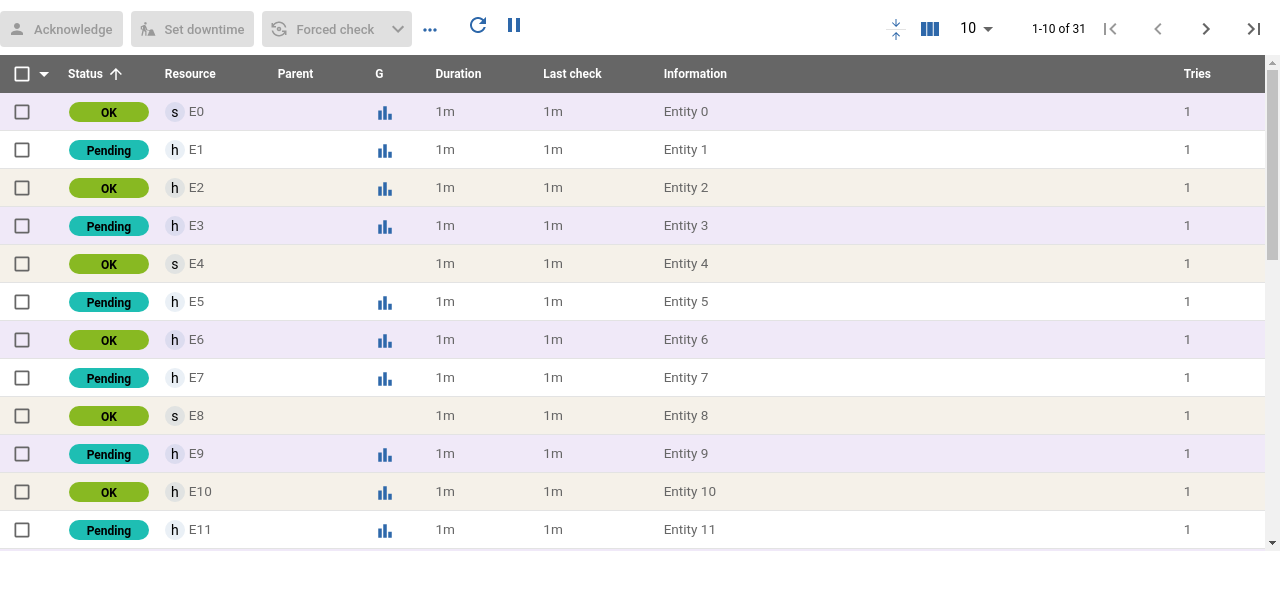 Acknowledge Set downtime Forced check 10 1-10 of 31
Status Resource Parent G Duration Last check Information Tries
OK s E0 1m 1m Entity 0 1
Pending h E1 1m 1m Entity 1 1
OK h E2 1m 1m Entity 2 1
Pending h E3 1m 1m Entity 3 1
OK s E4 1m 1m Entity 4 1
Pending h E5 1m 1m Entity 5 1
OK h E6 1m 1m Entity 6 1
Pending h E7 1m 1m Entity 7 1
OK s E8 1m 1m Entity 8 1
Pending h E9 1m 1m Entity 9 1
OK h E10 1m 1m Entity 10 1
Pending h E11 1m 1m Entity 11 1